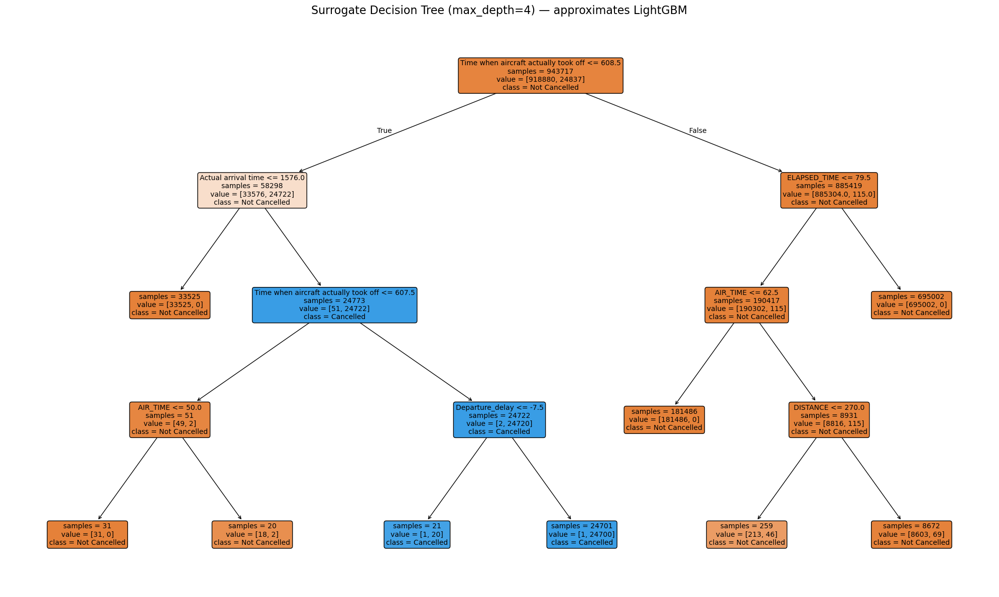 Surrogate Decision Tree (max_depth=4) — approximates LightGBM
Time when aircraft actually took off <= 608.5
samples = 943717
value = [918880, 24837]
class = Not Cancelled
True
False
Actual arrival time <= 1576.0
samples = 58298
value = [33576, 24722]
class = Not Cancelled
ELAPSED_TIME <= 79.5
samples = 885419
value = [885304.0, 115.0]
class = Not Cancelled
samples = 33525
value = [33525, 0]
class = Not Cancelled
Time when aircraft actually took off <= 607.5
samples = 24773
value = [51, 24722]
class = Cancelled
AIR_TIME <= 62.5
samples = 190417
value = [190302, 115]
class = Not Cancelled
samples = 695002
value = [695002, 0]
class = Not Cancelled
AIR_TIME <= 50.0
samples = 51
value = [49, 2]
class = Not Cancelled
Departure_delay <= -7.5
samples = 24722
value = [2, 24720]
class = Cancelled
samples = 181486
value = [181486, 0]
class = Not Cancelled
DISTANCE <= 270.0
samples = 8931
value = [8816, 115]
class = Not Cancelled
samples = 31
value = [31, 0]
class = Not Cancelled
samples = 20
value = [18, 2]
class = Not Cancelled
samples = 21
value = [1, 20]
class = Cancelled
samples = 24701
value = [1, 24700]
class = Cancelled
samples = 259
value = [213, 46]
class = Not Cancelled
samples = 8672
value = [8603, 69]
class = Not Cancelled